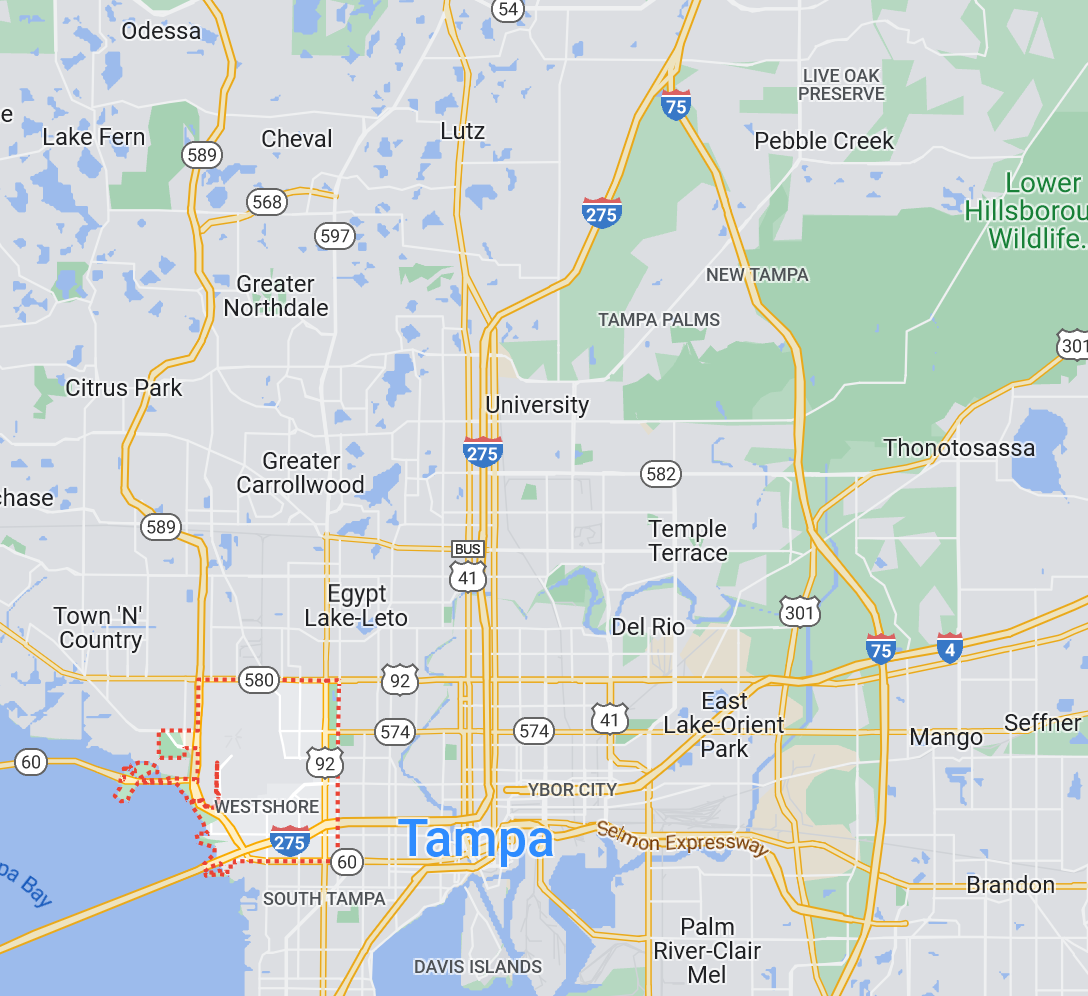 54
Odessa
LIVE OAK
PRESERVE
75
e
Lake Fern
Cheval
Lutz
Pebble Creek
589
Lower
Hillsborou
Wildlife.
568
275
597
NEW TAMPA
Greater
Northdale
TAMPA PALMS
301
Citrus Park
University
275
Thonotosassa
Greater
Carrollwood
582
chase
589
Temple
Terrace
BUS
41
Egypt
Lake-Leto
Town 'N'
Country
301
Del Rio
75
4
580
92
East
Lake-Orient
Park
41
574
574
Seffner
Mango
60
92
YBOR CITY
WESTSHORE
Tampa
275
Selmon Expressway
60
pa Bay
SOUTH TAMPA
Brandon
Palm
River-Clair
Mel
DAVIS ISLANDS